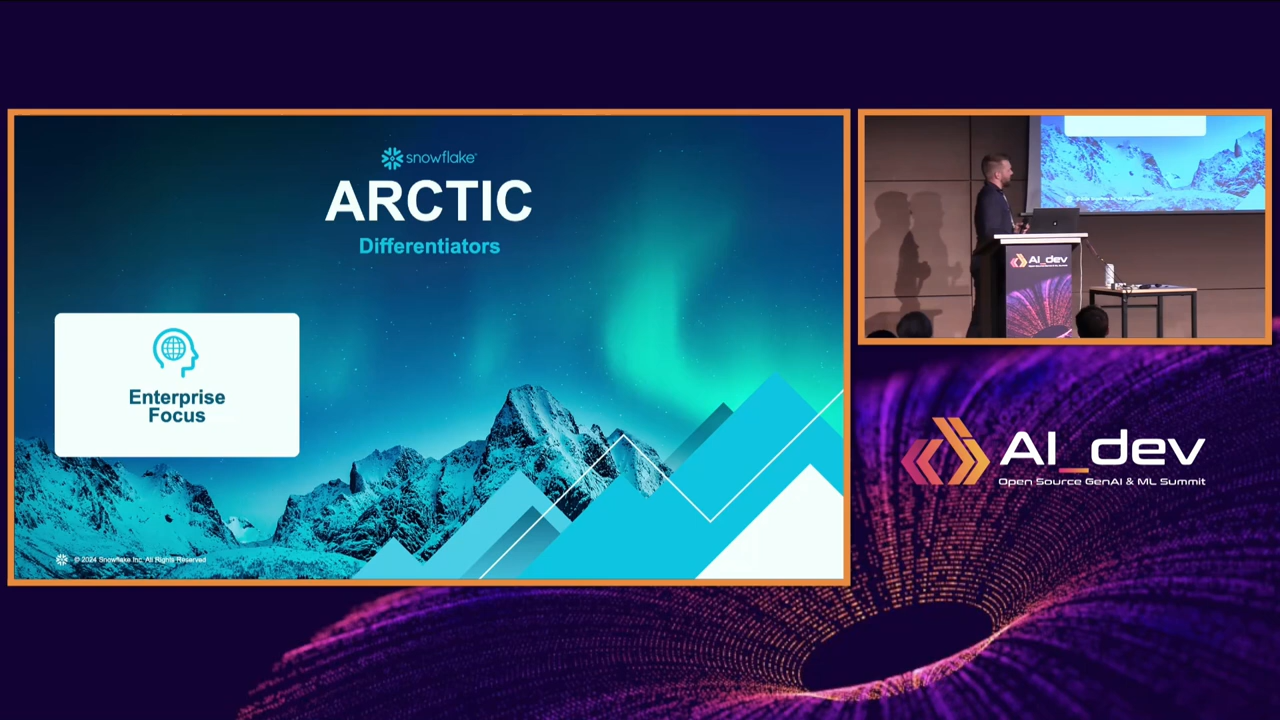 snowflake
ARCTIC
Differentiators
Enterprise
Focus
© 2024 Snowflake Inc. All Rights Reserved
AI_dev
AI_dev
Open Source GenAI & ML Summit